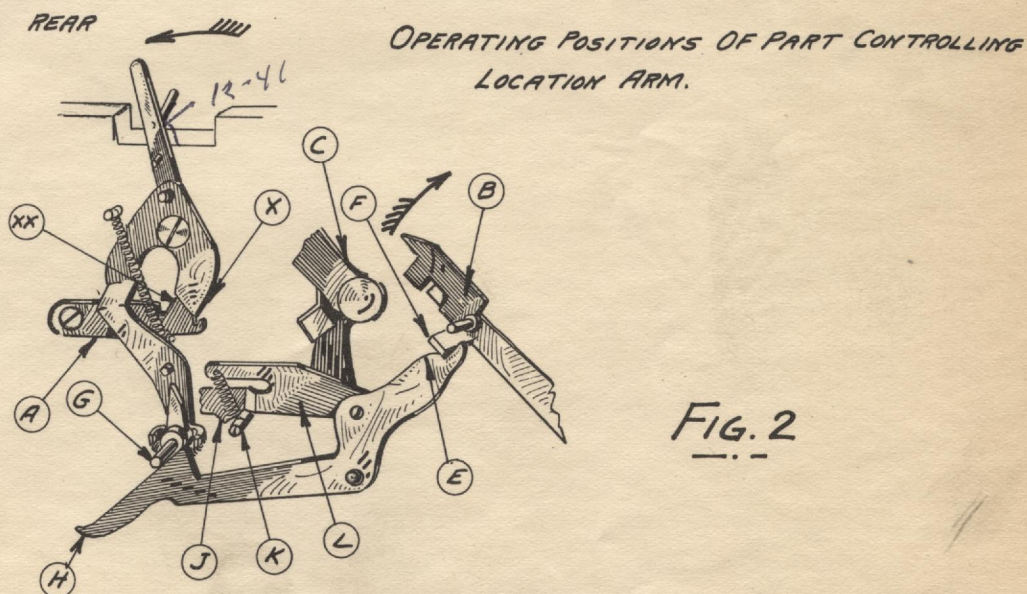 REAR
OPERATING POSITIONS OF PART CONTROLLING
LOCATION ARM.
12-41
C
F
B
XX
X
A
G
FIG. 2
E
J
K
L
H